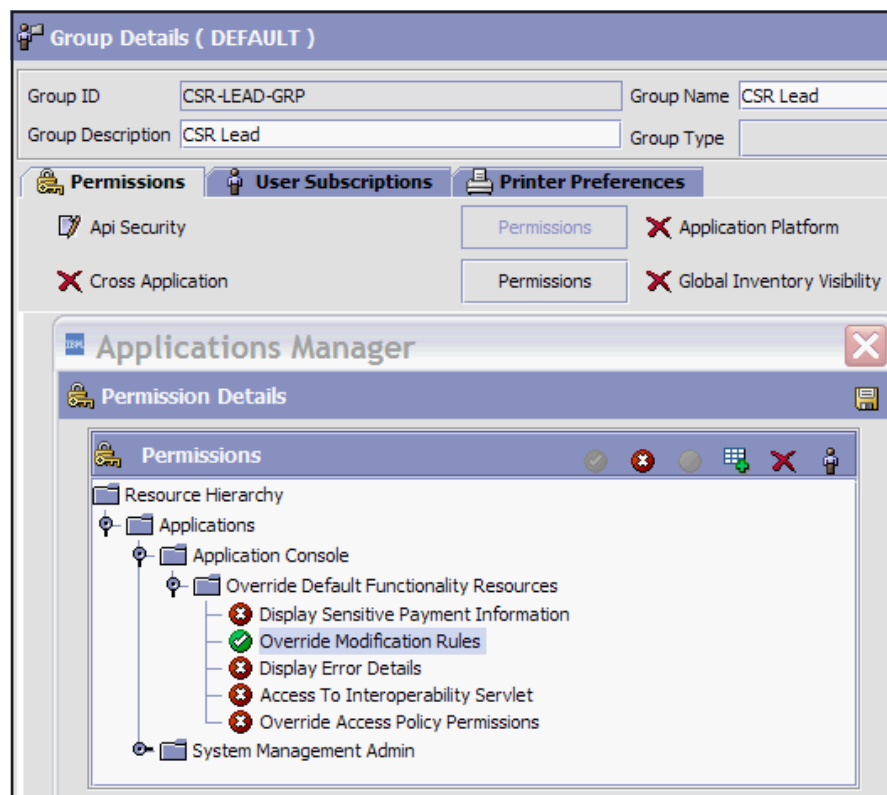 Group Details ( DEFAULT )
Group ID CSR-LEAD-GRP Group Name CSR Lead
Group Description CSR Lead Group Type
Permissions User Subscriptions Printer Preferences
Api Security Permissions Application Platform
Cross Application Permissions Global Inventory Visibility
IBM Applications Manager
Permission Details
Permissions
Resource Hierarchy
Applications
Application Console
Override Default Functionality Resources
Display Sensitive Payment Information
Override Modification Rules
Display Error Details
Access To Interoperability Servlet
Override Access Policy Permissions
System Management Admin